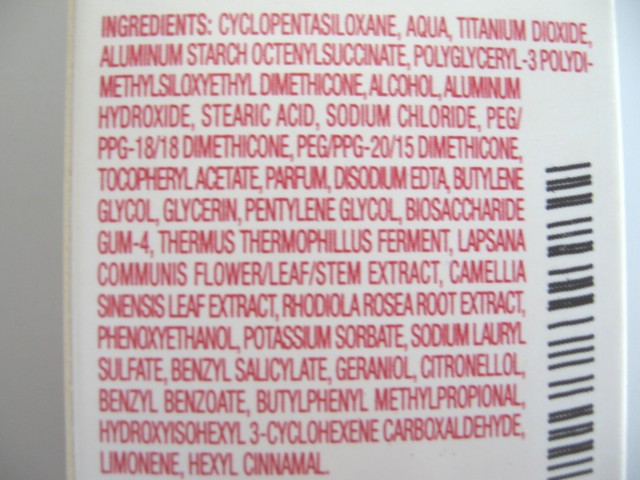 INGREDIENTS: CYCLOPENTASILOXANE, AQUA, TITANIUM DIOXIDE,
ALUMINUM STARCH OCTENYLSUCCINATE, POLYGLYCERYL-3 POLYDI-
METHYLSILOXYETHYL DIMETHICONE, ALCOHOL, ALUMINUM
HYDROXIDE, STEARIC ACID, SODIUM CHLORIDE, PEG/
PPG-18/18 DIMETHICONE, PEG/PPG-20/15 DIMETHICONE,
TOCOPHERYL ACETATE, PARFUM, DISODIUM EDTA, BUTYLENE
GLYCOL, GLYCERIN, PENTYLENE GLYCOL, BIOSACCHARIDE
GUM-4, THERMUS THERMOPHILLUS FERMENT, LAPSANA
COMMUNIS FLOWER/LEAF/STEM EXTRACT, CAMELLIA
SINENSIS LEAF EXTRACT, RHODIOLA ROSEA ROOT EXTRACT,
PHENOXYETHANOL, POTASSIUM SORBATE, SODIUM LAURYL
SULFATE, BENZYL SALICYLATE, GERANIOL, CITRONELLOL,
BENZYL BENZOATE, BUTYLPHENYL METHYLPROPIONAL,
HYDROXYISOHEXYL 3-CYCLOHEXENE CARBOXALDEHYDE,
LIMONENE, HEXYL CINNAMAL.